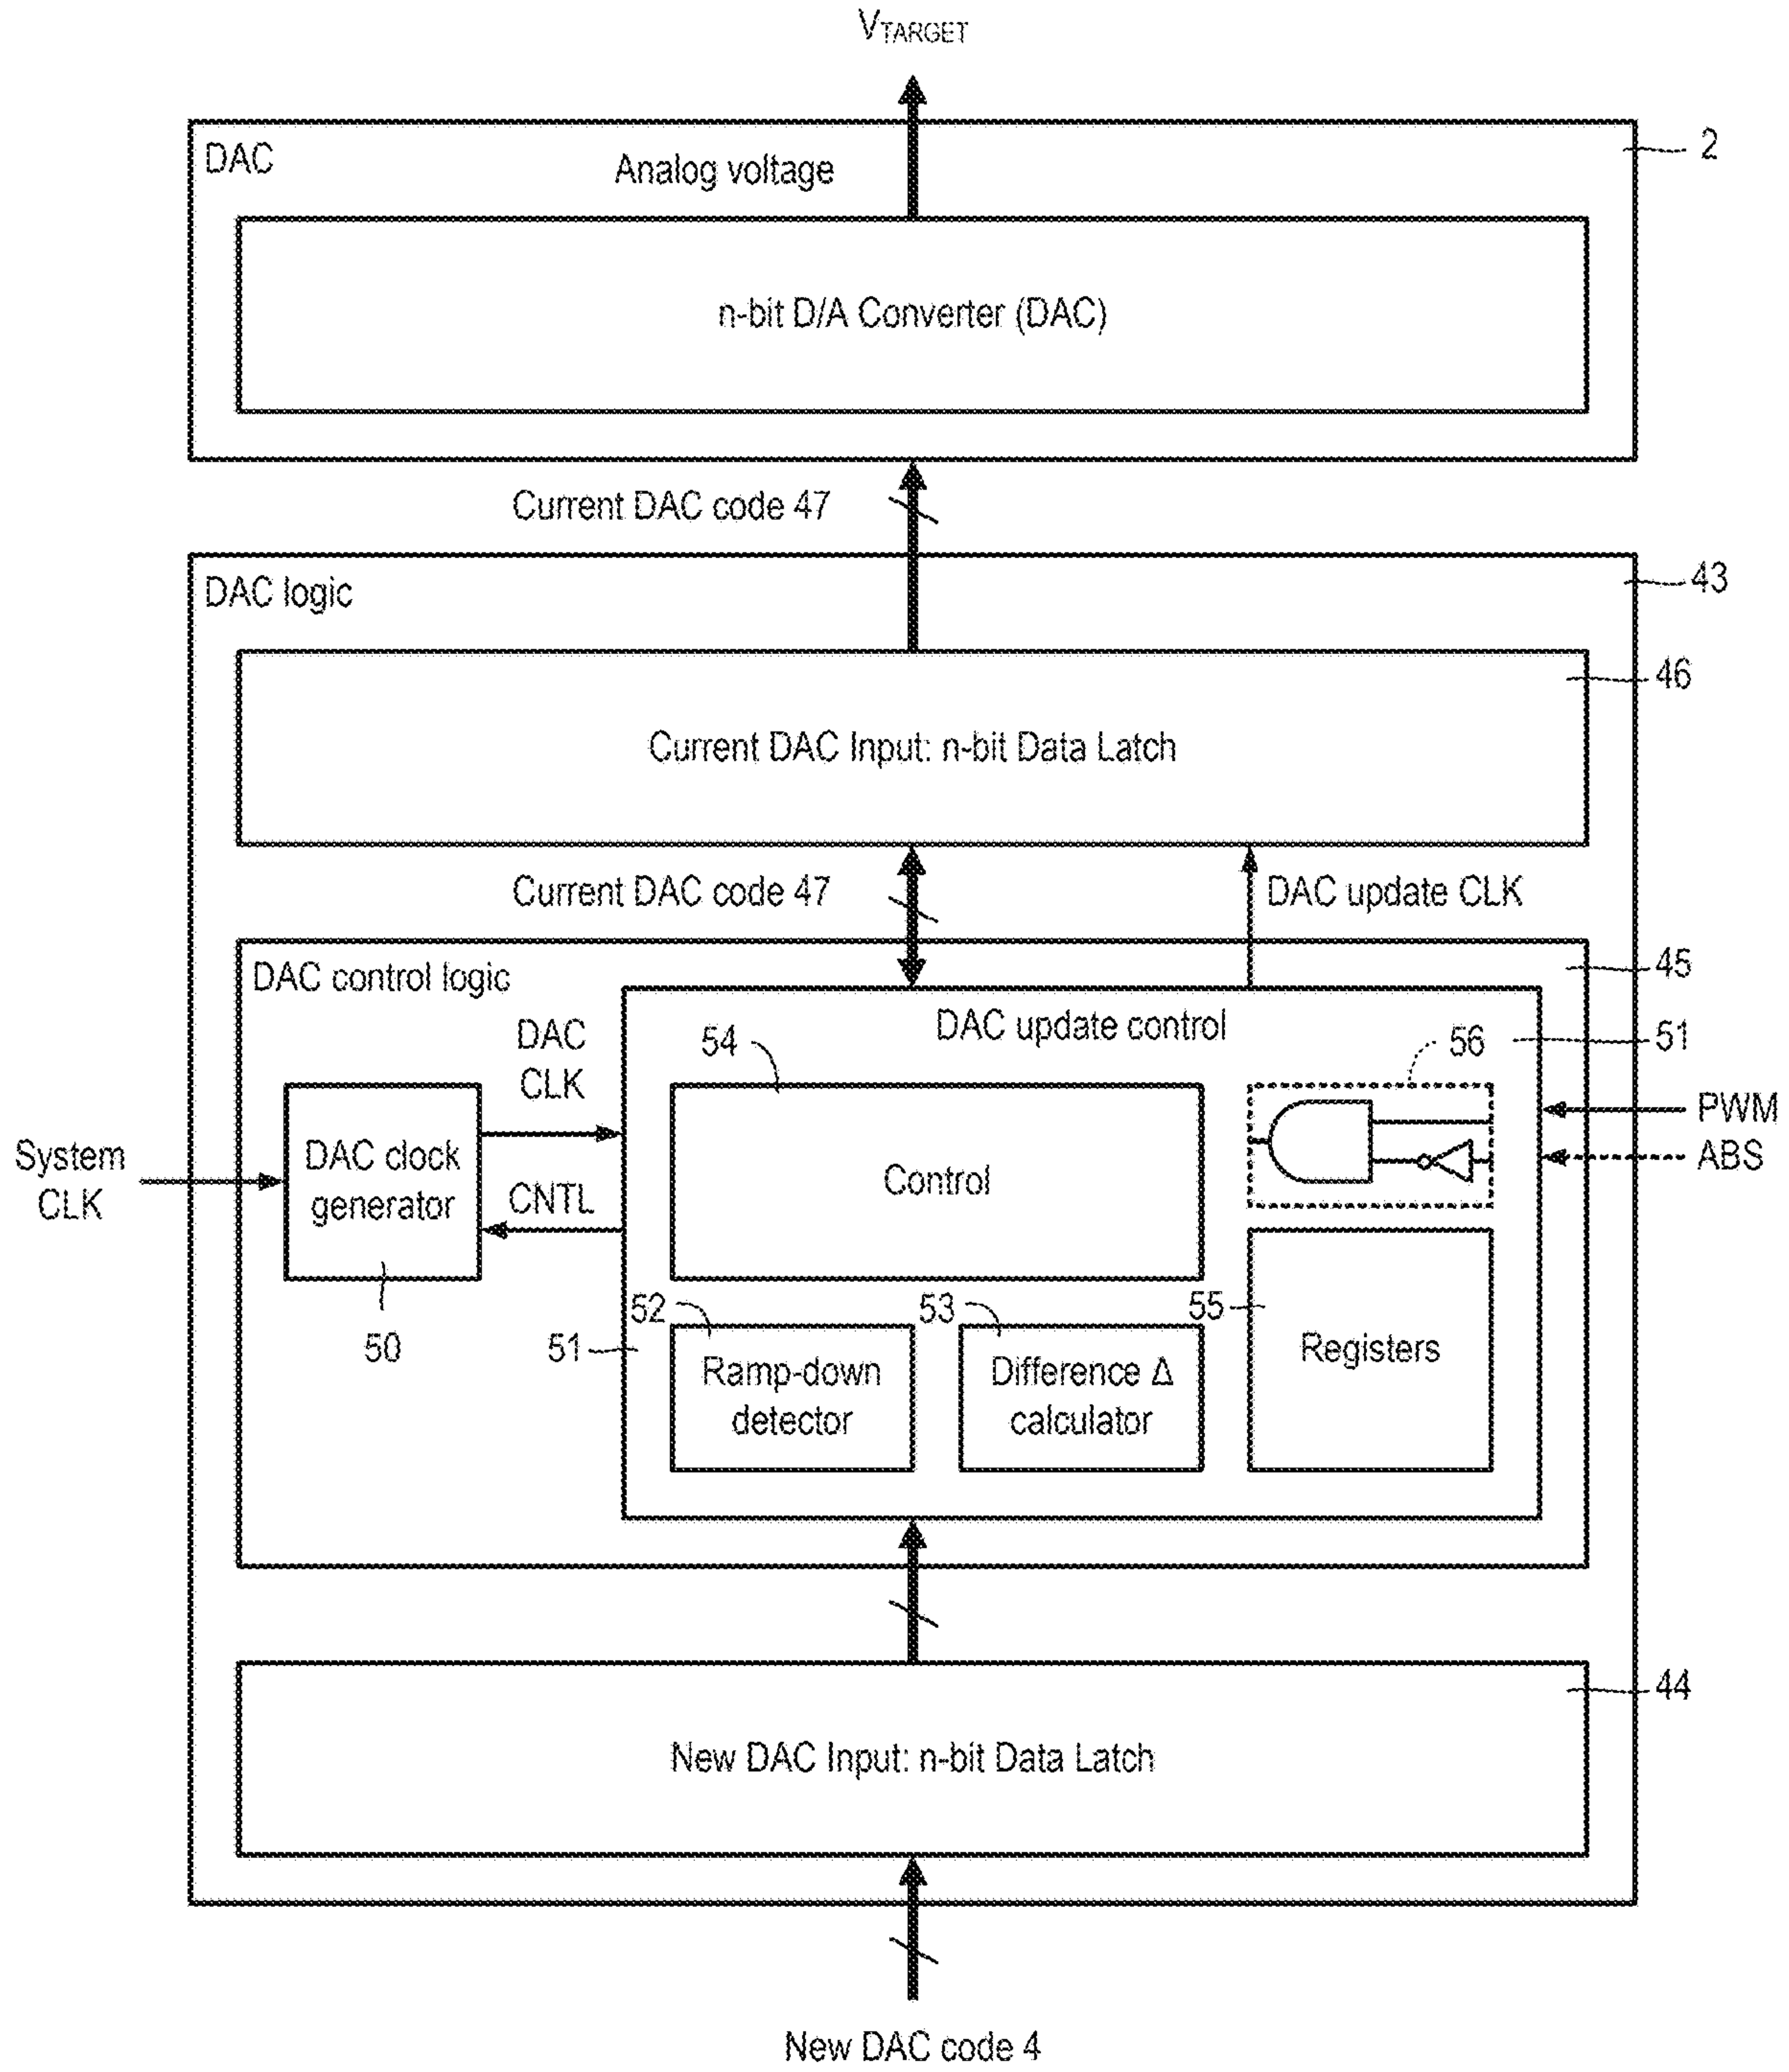 VTARGET
DAC
2
Analog voltage
n-bit D/A Converter (DAC)
Current DAC code 47
DAC logic
43
46
Current DAC Input: n-bit Data Latch
Current DAC code 47
DAC update CLK
DAC control logic
45
DAC update control
51
DAC
CLK
54
56
PWM
ABS
System
CLK
DAC clock
generator
CNTL
Control
50
51
52
53
55
Ramp-down
detector
Difference Δ
calculator
Registers
44
New DAC Input: n-bit Data Latch
New DAC code 4